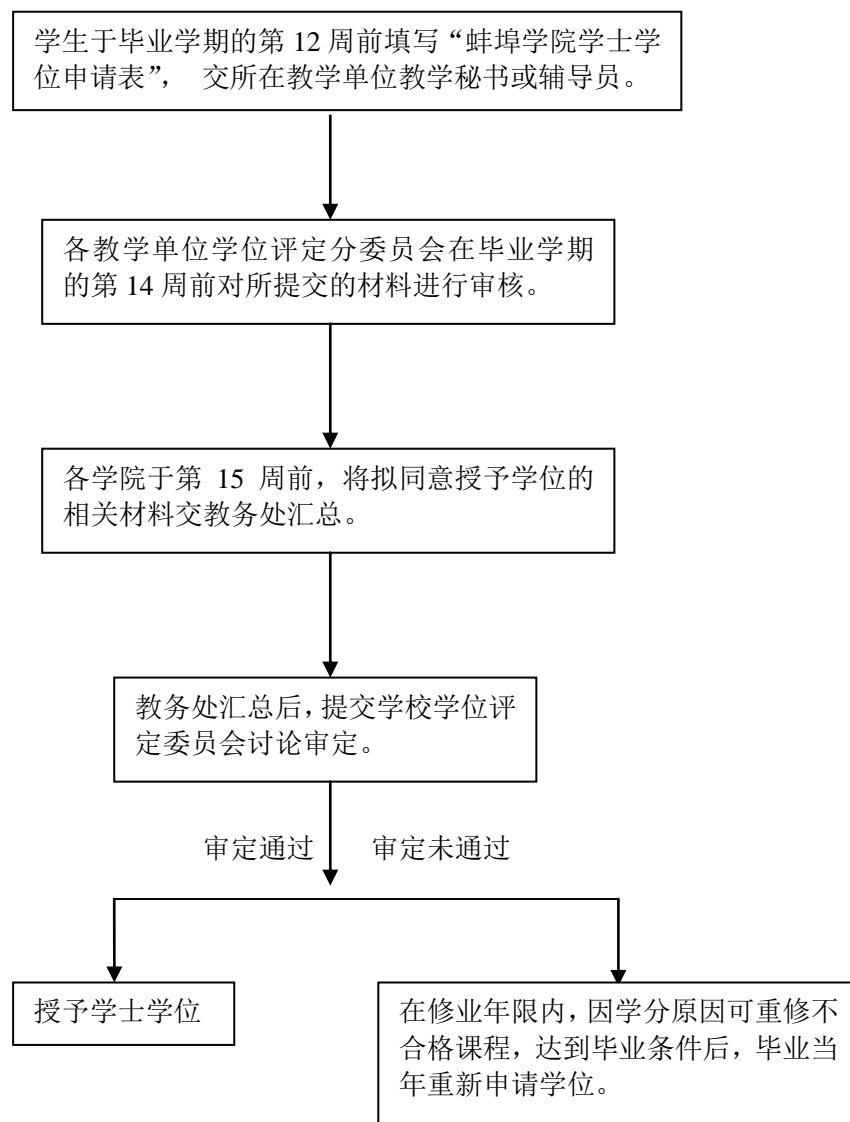 学生于毕业学期的第 12 周前填写“蚌埠学院学士学
位申请表”， 交所在教学单位教学秘书或辅导员。
各教学单位学位评定分委员会在毕业学期
的第 14 周前对所提交的材料进行审核。
各学院于第 15 周前，将拟同意授予学位的
相关材料交教务处汇总。
教务处汇总后，提交学校学位评
定委员会讨论审定。
审定通过 审定未通过
授予学士学位
在修业年限内，因学分原因可重修不
合格课程，达到毕业条件后，毕业当
年重新申请学位。